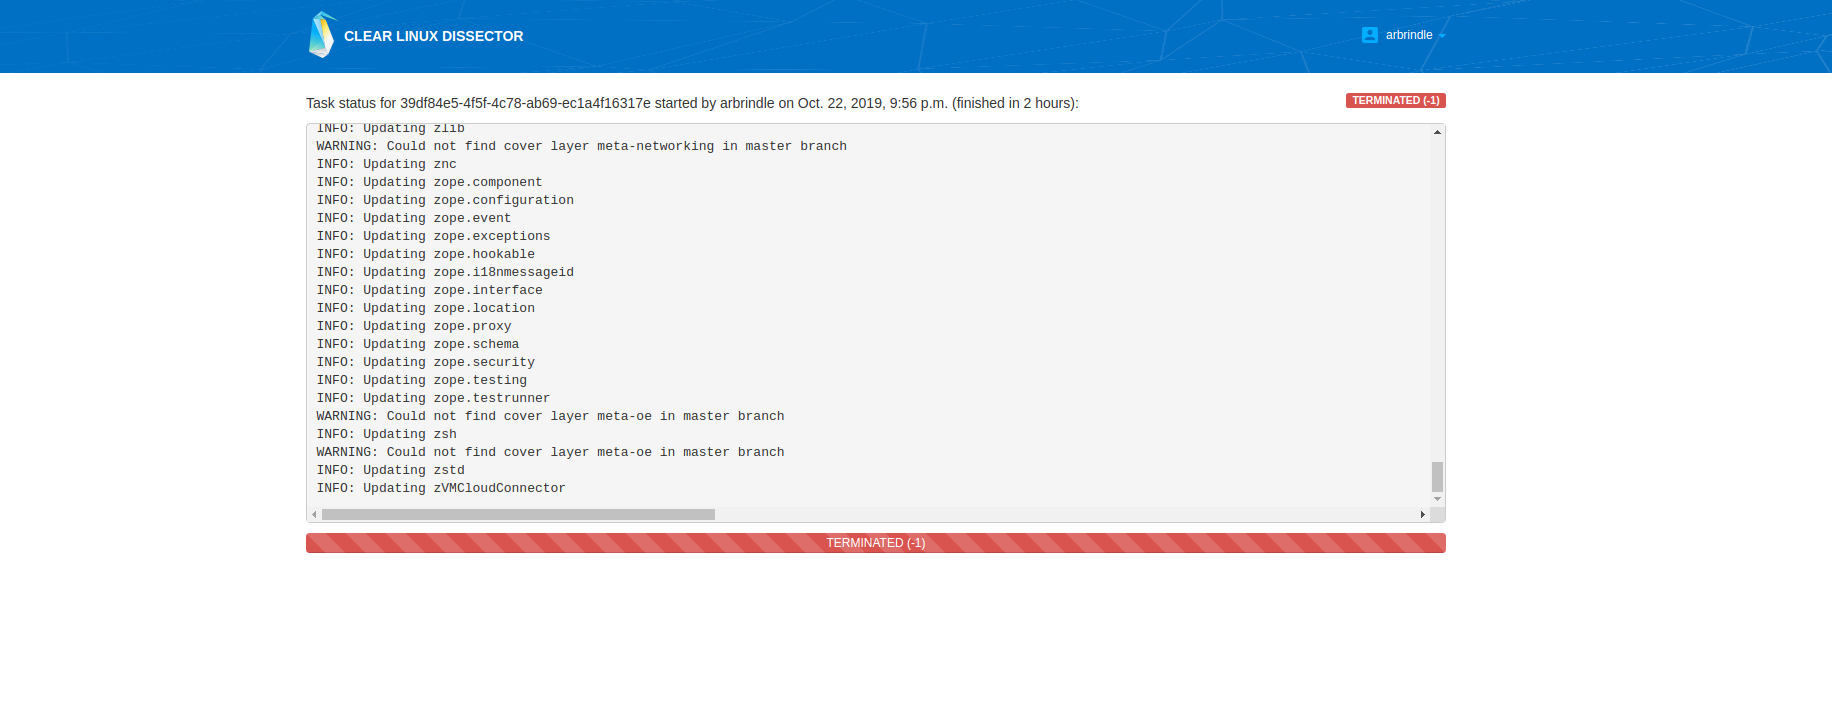 CLEAR LINUX DISSECTOR
arbrindle
Task status for 39df84e5-4f5f-4c78-ab69-ec1a4f16317e started by arbrindle on Oct. 22, 2019, 9:56 p.m. (finished in 2 hours):
TERMINATED (-1)
INFO: Updating zlib
WARNING: Could not find cover layer meta-networking in master branch
INFO: Updating znc
INFO: Updating zope.component
INFO: Updating zope.configuration
INFO: Updating zope.event
INFO: Updating zope.exceptions
INFO: Updating zope.hookable
INFO: Updating zope.i18nmessageid
INFO: Updating zope.interface
INFO: Updating zope.location
INFO: Updating zope.proxy
INFO: Updating zope.schema
INFO: Updating zope.security
INFO: Updating zope.testing
INFO: Updating zope.testrunner
WARNING: Could not find cover layer meta-oe in master branch
INFO: Updating zsh
WARNING: Could not find cover layer meta-oe in master branch
INFO: Updating zstd
INFO: Updating zVMCloudConnector
TERMINATED (-1)